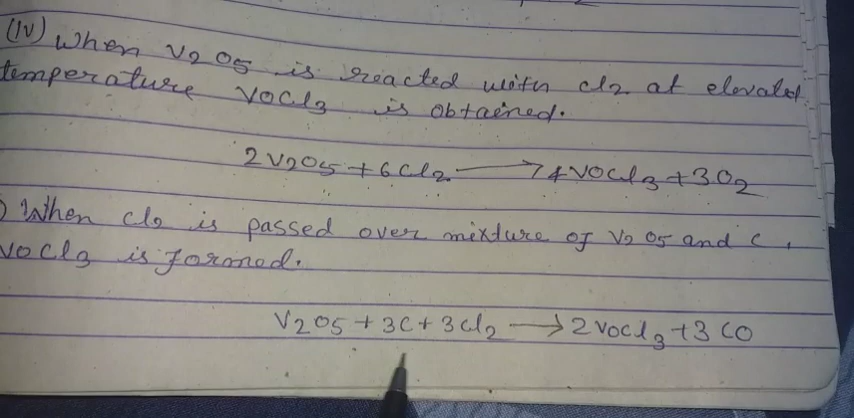 (iv) When V2O5 is reacted with Cl2 at elevated
temperature VOCl3 is obtained.
2V2O5 + 6Cl2 → 4VOCl3 + 3O2
) When Cl2 is passed over mixture of V2O5 and C,
VOCl3 is formed.
V2O5 + 3C + 3Cl2 → 2VOCl3 + 3CO